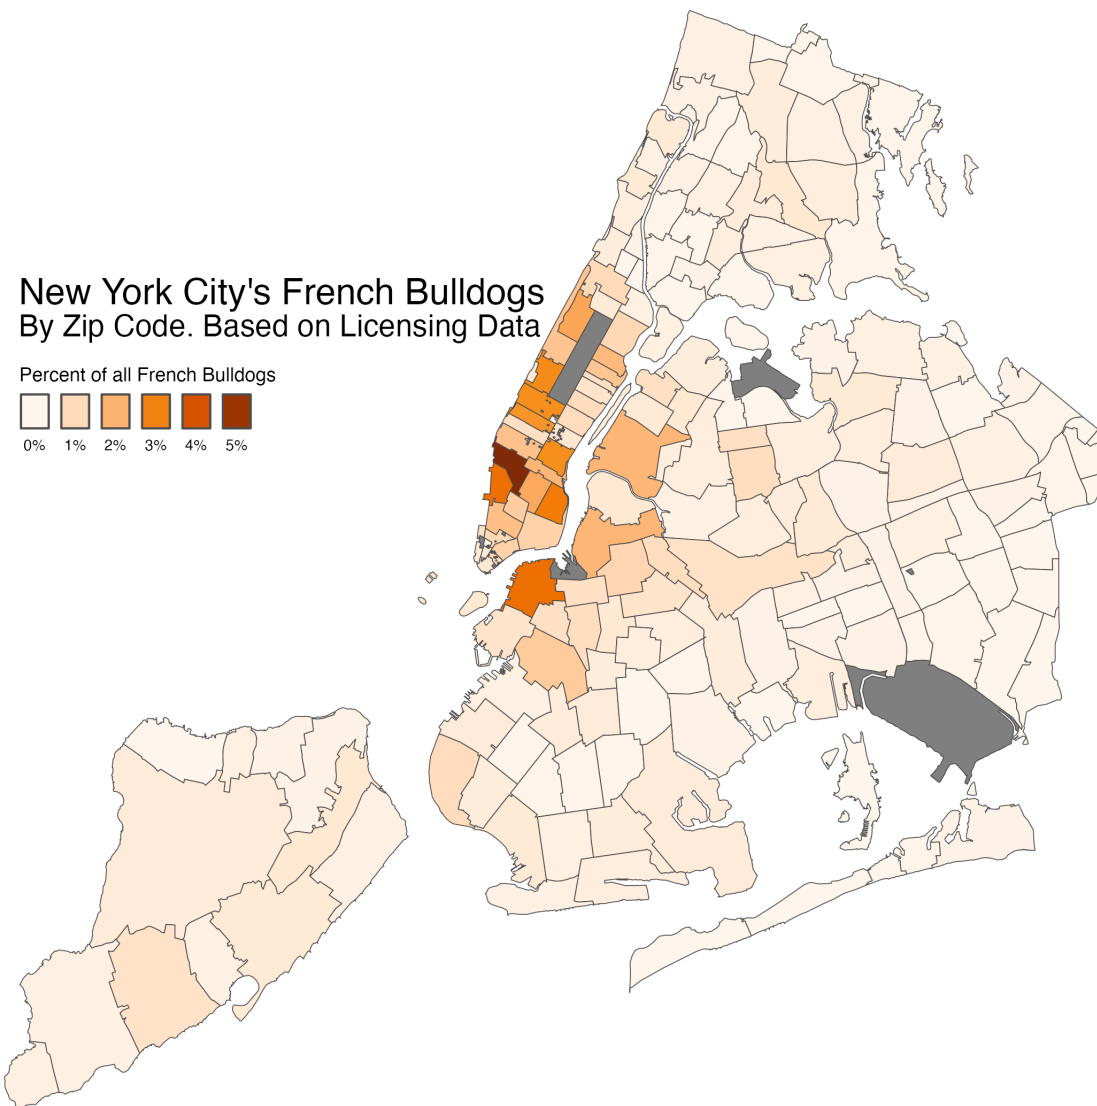 New York City's French Bulldogs
By Zip Code. Based on Licensing Data
Percent of all French Bulldogs
0% 1% 2% 3% 4% 5%